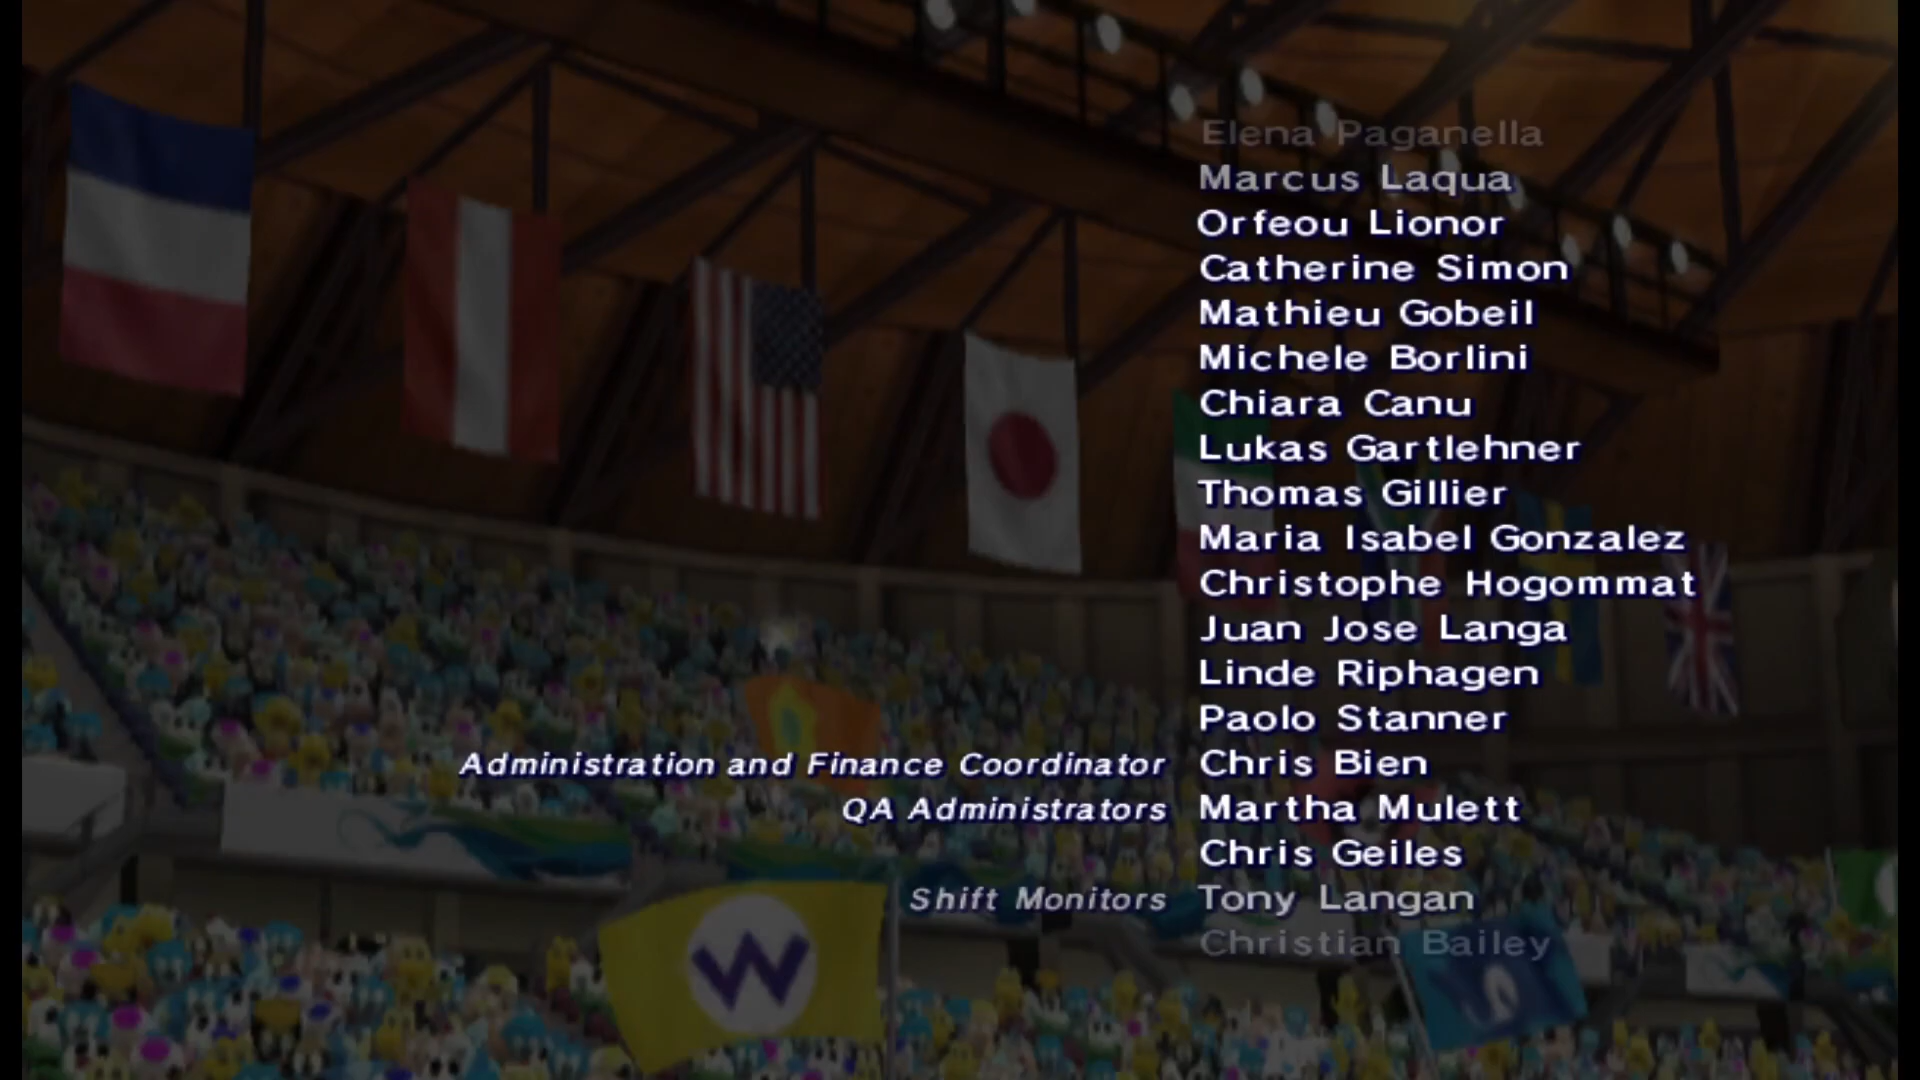 Elena Paganella
Marcus Laqua
Orfeou Lionor
Catherine Simon
Mathieu Gobeil
Michele Borlini
Chiara Canu
Lukas Gartlehner
Thomas Gillier
Maria Isabel Gonzalez
Christophe Hogommat
Juan Jose Langa
Linde Riphagen
Paolo Stanner
Administration and Finance Coordinator Chris Bien
QA Administrators Martha Mulett
Chris Geiles
Shift Monitors Tony Langan
Christian Bailey
W